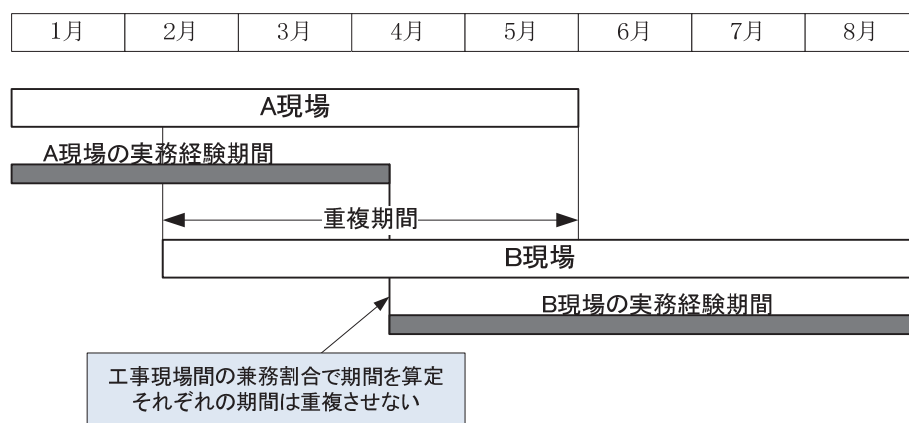 1月 2月 3月 4月 5月 6月 7月 8月
A現場
A現場の実務経験期間
重複期間
B現場
B現場の実務経験期間
工事現場間の兼務割合で期間を算定
それぞれの期間は重複させない